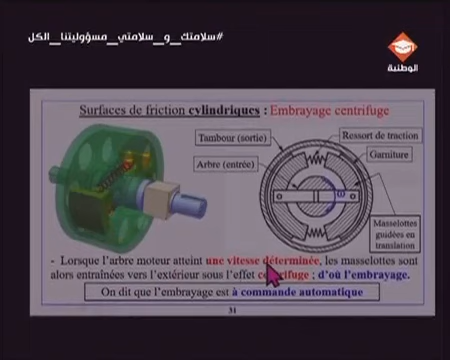 #سلامتك_و_سلامتي_مسؤوليتنا_الكل
الوطنية
Surfaces de friction cylindriques : Embrayage centrifuge
Tambour (sortie)
Ressort de traction
Arbre (entrée)
Garniture
ω
Masselottes
guidées en
translation
- Lorsque l'arbre moteur atteint une vitesse déterminée, les masselottes sont
alors entraînées vers l'extérieur sous l'effet centrifuge ; d'où l'embrayage.
On dit que l'embrayage est à commande automatique
31